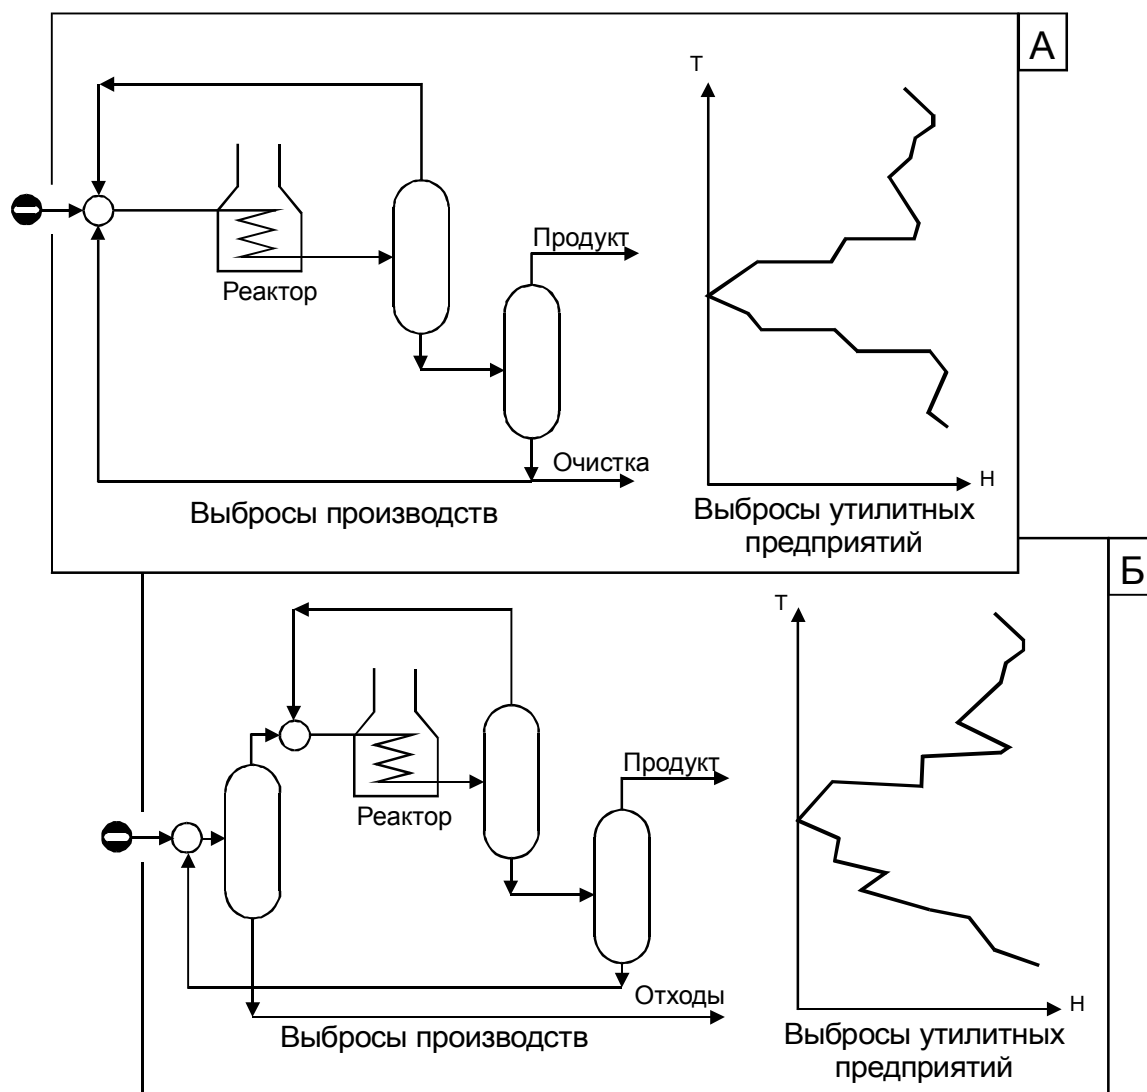 А
Т
Продукт
Реактор
Очистка
Н
Выбросы производств
Выбросы утилитных
предприятий
Б
Т
Продукт
Реактор
Отходы
Н
Выбросы производств
Выбросы утилитных
предприятий